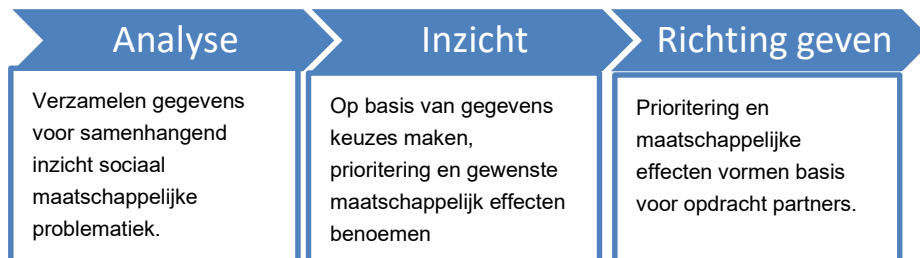 Analyse
Verzamelen gegevens
voor samenhangend
inzicht sociaal
maatschappelijke
problematiek.
Inzicht
Op basis van gegevens
keuzes maken,
prioritering en gewenste
maatschappelijk effecten
benoemen
Richting geven
Prioritering en
maatschappelijke
effecten vormen basis
voor opdracht partners.